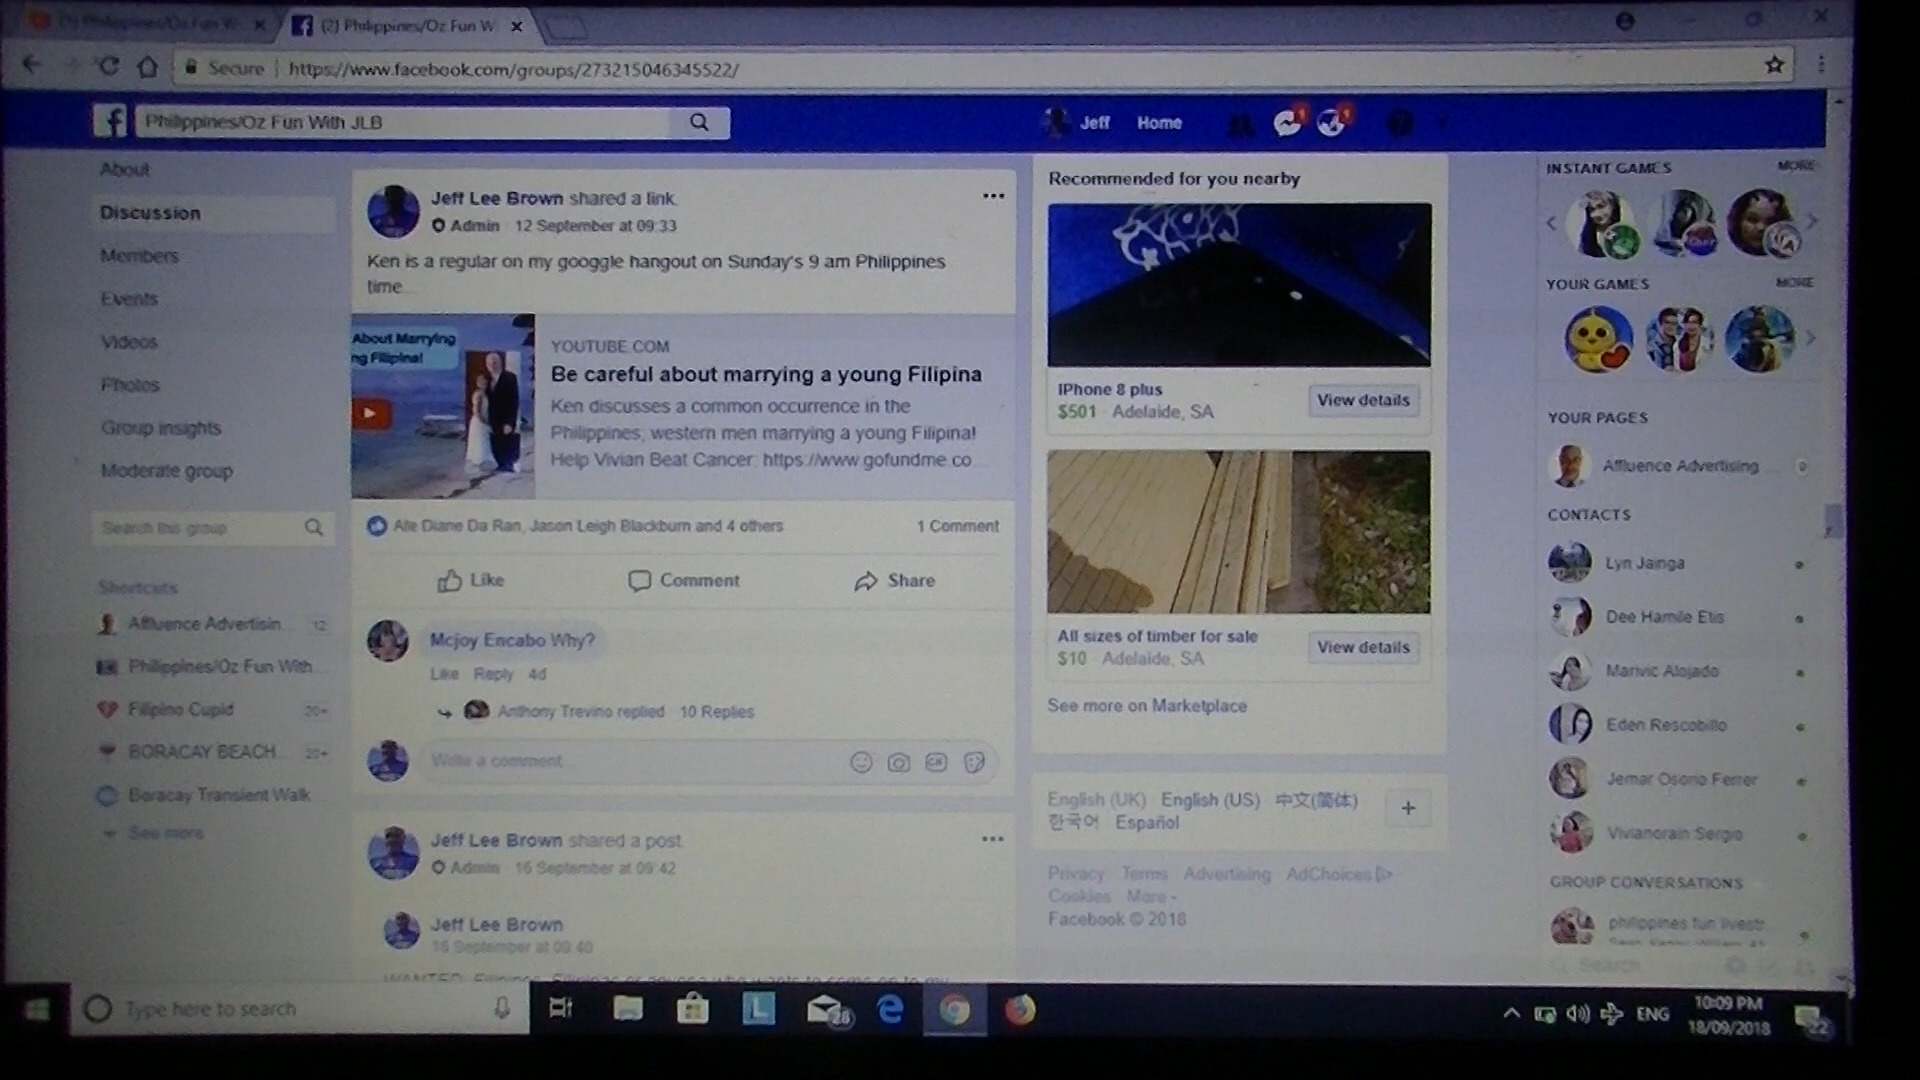 (2) Philippines/Oz Fun W
Secure
https://www.facebook.com/groups/273215046345522/
Philippines/Oz Fun With JLB
Jeff
Home
About
Discussion
Members
Events
Videos
Photos
Group insights
Moderate group
Search this group
Shortcuts
Affluence Advertisin... 12
Philippines/Oz Fun With...
Filipino Cupid 20+
BORACAY BEACH... 20+
Boracay Transient Walk
See more
Jeff Lee Brown shared a link.
Admin · 12 September at 09:33
Ken is a regular on my googgle hangout on Sunday's 9 am Philippines
time
About Marrying
ng Filipina!
YOUTUBE.COM
Be careful about marrying a young Filipina
Ken discusses a common occurrence in the
Philippines, western men marrying a young Filipina!
Help Vivian Beat Cancer: https://www.gofundme.co...
Ate Diane Da Ran, Jason Leigh Blackburn and 4 others
1 Comment
Like
Comment
Share
Mcjoy Encabo Why?
Like Reply 4d
Anthony Trevino replied · 10 Replies
Write a comment
Jeff Lee Brown shared a post.
Admin · 16 September at 09:42
Jeff Lee Brown
16 September at 09:40
Recommended for you nearby
IPhone 8 plus
$501 · Adelaide, SA
View details
All sizes of timber for sale
$10 · Adelaide, SA
View details
See more on Marketplace
English (UK) English (US) 中文(简体)
한국어 Español
Privacy Terms Advertising AdChoices
Cookies More
Facebook © 2018
INSTANT GAMES MORE
YOUR GAMES MORE
YOUR PAGES
Affluence Advertising
CONTACTS
Lyn Jainga
Dee Hamile Etis
Marivic Alojado
Eden Rescobillo
Jemar Osorio Ferrer
Vivianorain Sergio
GROUP CONVERSATIONS
philippines fun livestr
Search
Type here to search
28
ENG
10:09 PM
18/09/2018
22